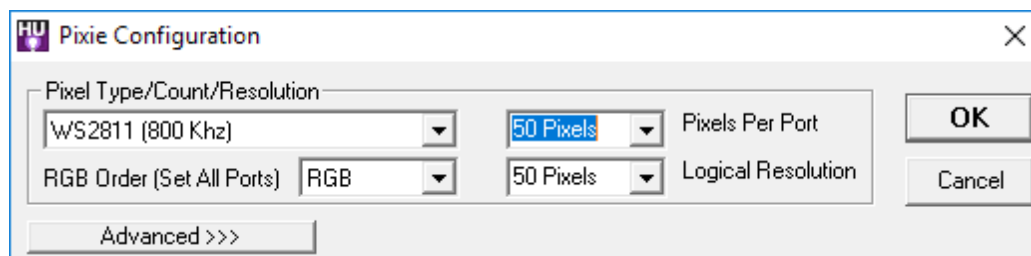 HU Pixie Configuration
Pixel Type/Count/Resolution
WS2811 (800 Khz) 50 Pixels Pixels Per Port OK
RGB Order (Set All Ports) RGB 50 Pixels Logical Resolution Cancel
Advanced >>>